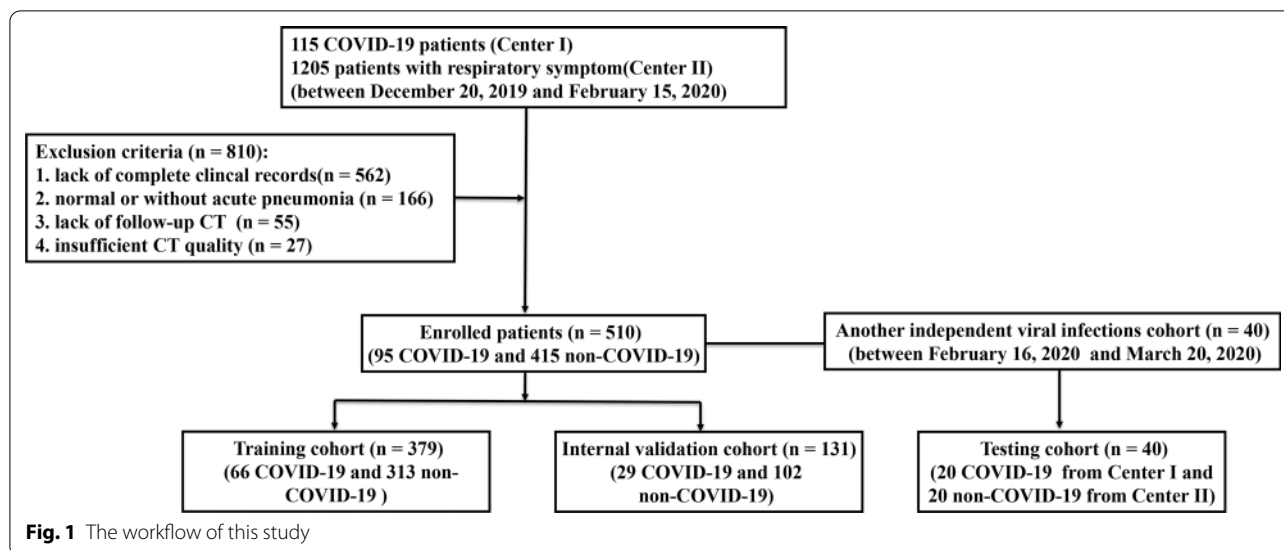 115 COVID-19 patients (Center I)
1205 patients with respiratory symptom(Center II)
(between December 20, 2019 and February 15, 2020)
Exclusion criteria (n = 810):
1. lack of complete clincal records(n = 562)
2. normal or without acute pneumonia (n = 166)
3. lack of follow-up CT (n = 55)
4. insufficient CT quality (n = 27)
Enrolled patients (n = 510)
(95 COVID-19 and 415 non-COVID-19)
Another independent viral infections cohort (n = 40)
(between February 16, 2020 and March 20, 2020)
Training cohort (n = 379)
(66 COVID-19 and 313 non-
COVID-19 )
Internal validation cohort (n = 131)
(29 COVID-19 and 102
non-COVID-19)
Testing cohort (n = 40)
(20 COVID-19 from Center I and
20 non-COVID-19 from Center II)
Fig. 1 The workflow of this study